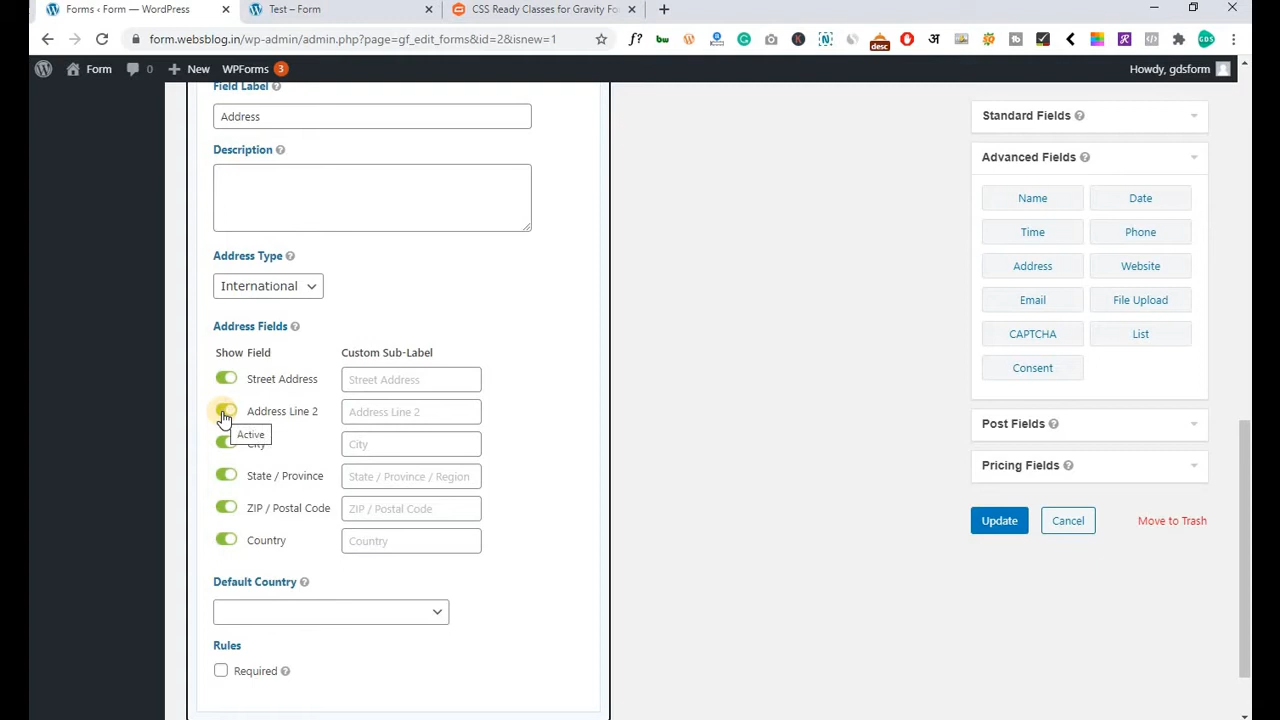 Forms ‹ Form — WordPress
Test – Form
CSS Ready Classes for Gravity Fo
form.websblog.in/wp-admin/admin.php?page=gf_edit_forms&id=2&isnew=1
f?
bw
desc
अ
GDS
Form
0
New
WPForms 3
Howdy, gdsform
Field Label
Address
Description
Address Type
International
Address Fields
Show Field Custom Sub-Label
Street Address Street Address
Address Line 2 Address Line 2
Active
City City
State / Province State / Province / Region
ZIP / Postal Code ZIP / Postal Code
Country Country
Default Country
Rules
Required
Standard Fields
Advanced Fields
Name Date
Time Phone
Address Website
Email File Upload
CAPTCHA List
Consent
Post Fields
Pricing Fields
Update Cancel Move to Trash